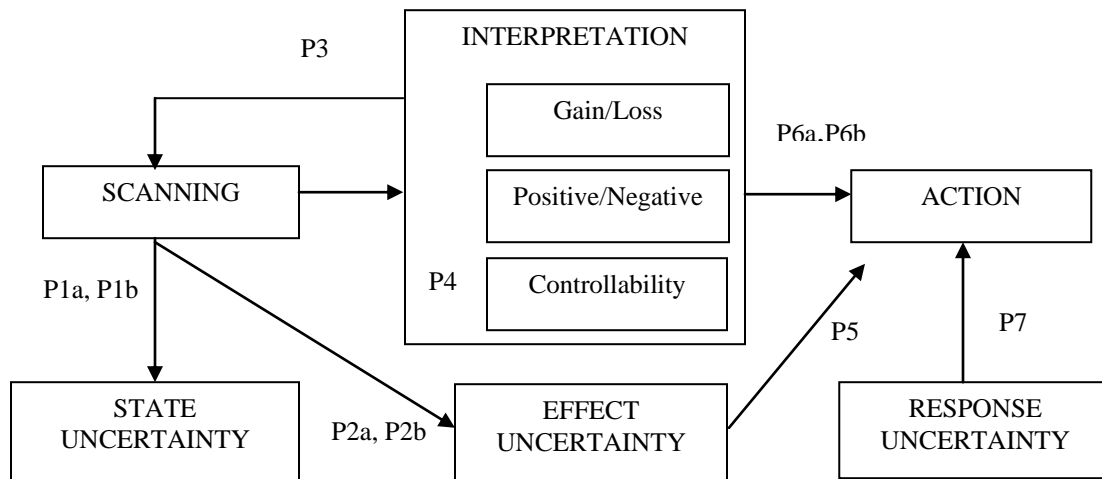 INTERPRETATION
P3
Gain/Loss
P6a,P6b
SCANNING
Positive/Negative
ACTION
P1a, P1b
P4
Controllability
P5
P7
STATE
UNCERTAINTY
P2a, P2b
EFFECT
UNCERTAINTY
RESPONSE
UNCERTAINTY